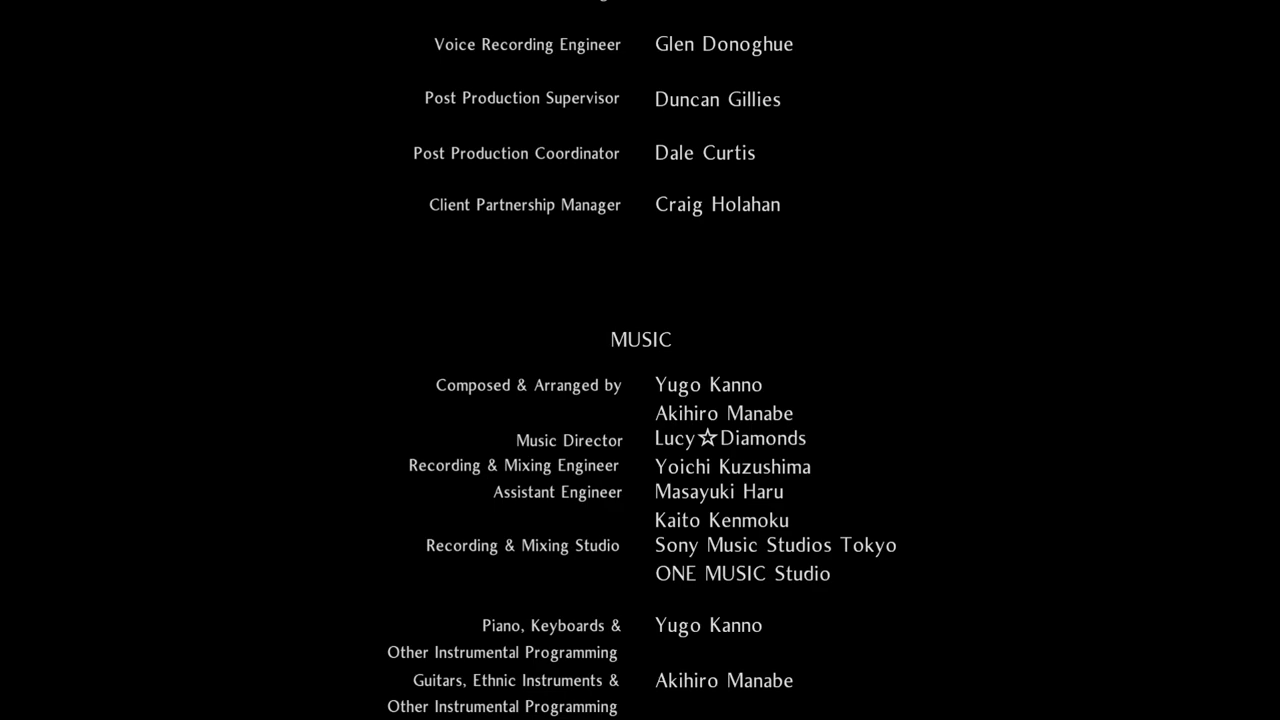 Voice Recording Engineer Glen Donoghue
Post Production Supervisor Duncan Gillies
Post Production Coordinator Dale Curtis
Client Partnership Manager Craig Holahan
MUSIC
Composed & Arranged by Yugo Kanno
Akihiro Manabe
Music Director Lucy☆Diamonds
Recording & Mixing Engineer Yoichi Kuzushima
Assistant Engineer Masayuki Haru
Kaito Kenmoku
Recording & Mixing Studio Sony Music Studios Tokyo
ONE MUSIC Studio
Piano, Keyboards & Yugo Kanno
Other Instrumental Programming
Guitars, Ethnic Instruments & Akihiro Manabe
Other Instrumental Programming